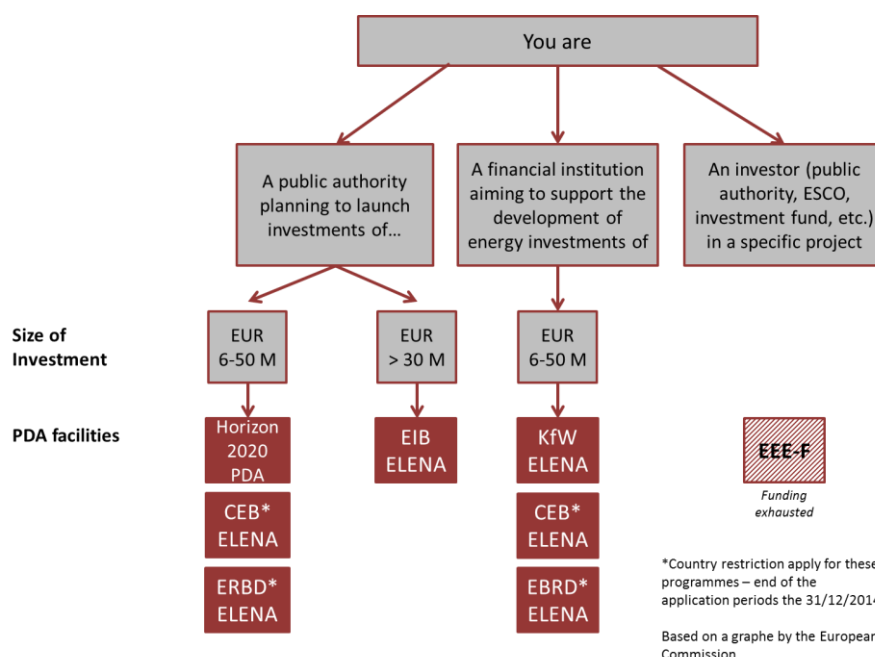 You are
A public authority
planning to launch
investments of…
A financial institution
aiming to support the
development of
energy investments of
An investor (public
authority, ESCO,
investment fund, etc.)
in a specific project
Size of
Investment
EUR
6-50 M
EUR
> 30 M
EUR
6-50 M
PDA facilities
Horizon
2020
PDA
EIB
ELENA
KfW
ELENA
EEE-F
Funding
exhausted
CEB*
ELENA
CEB*
ELENA
ERBD*
ELENA
EBRD*
ELENA
*Country restriction apply for these
programmes – end of the
application periods the 31/12/2014
Based on a graphe by the European
Commission